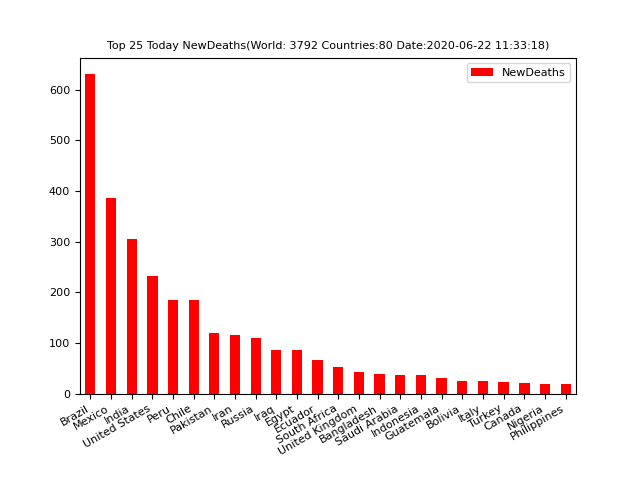 Top 25 Today NewDeaths(World: 3792 Countries:80 Date:2020-06-22 11:33:18)
NewDeaths
600
500
400
300
200
100
0
Brazil
Mexico
India
United States
Peru
Chile
Pakistan
Iran
Russia
Iraq
Egypt
Ecuador
South Africa
United Kingdom
Bangladesh
Saudi Arabia
Indonesia
Guatemala
Bolivia
Italy
Turkey
Canada
Nigeria
Philippines